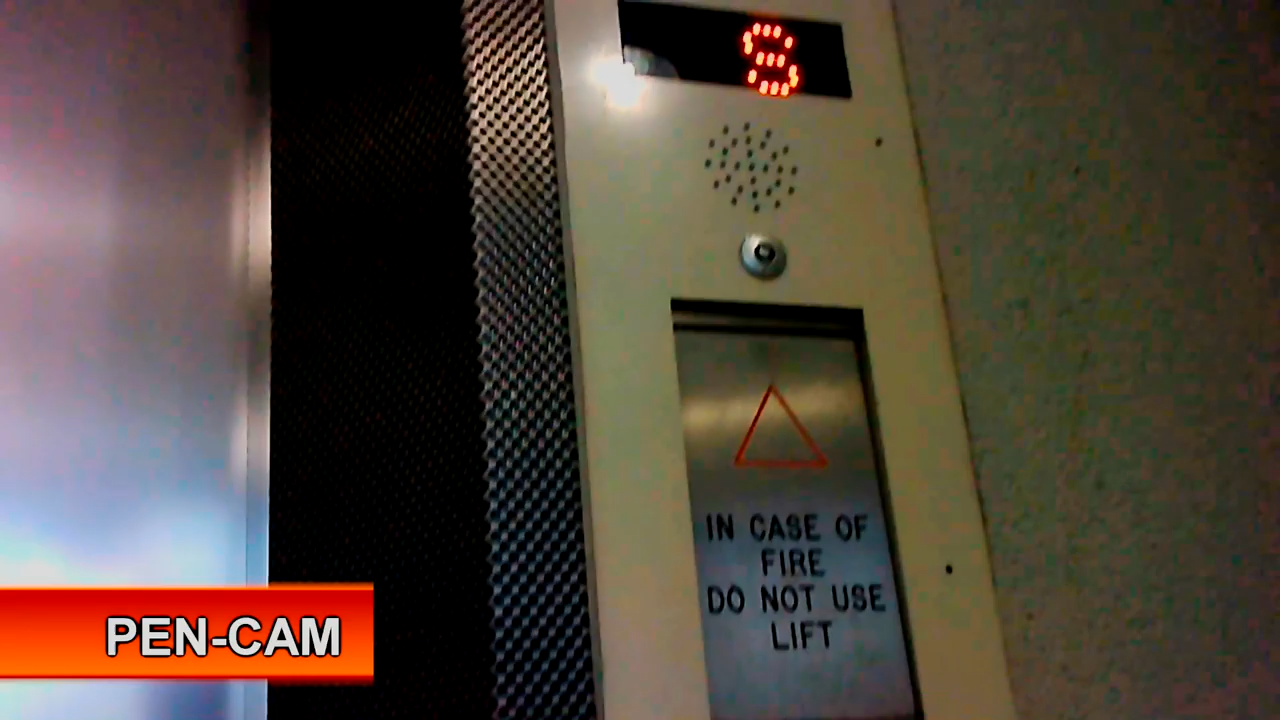 8
IN CASE OF
FIRE
DO NOT USE
LIFT
PEN-CAM